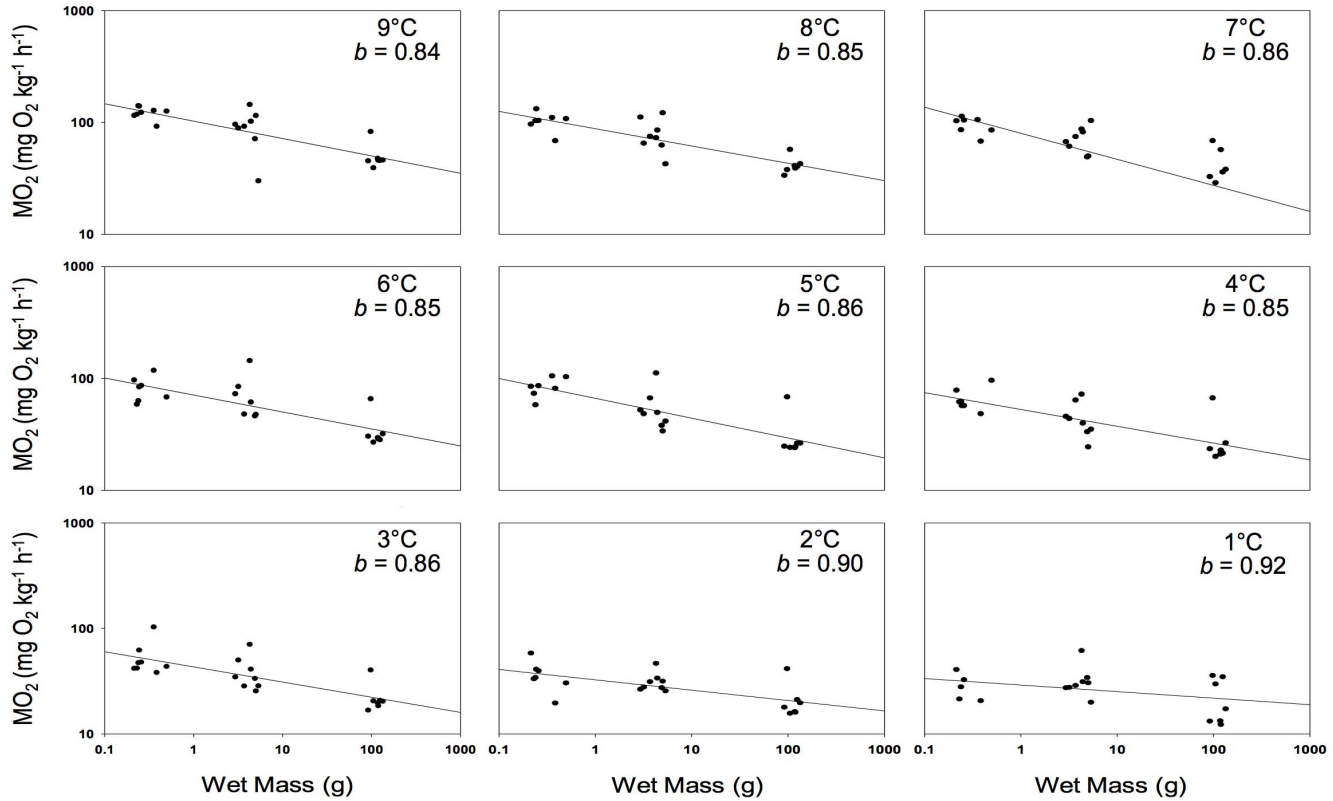 1000
100
10
MO₂ (mg O₂ kg⁻¹ h⁻¹)
9°C
b = 0.84
8°C
b = 0.85
7°C
b = 0.86
1000
100
10
MO₂ (mg O₂ kg⁻¹ h⁻¹)
6°C
b = 0.85
5°C
b = 0.86
4°C
b = 0.85
1000
100
10
MO₂ (mg O₂ kg⁻¹ h⁻¹)
3°C
b = 0.86
2°C
b = 0.90
1°C
b = 0.92
0.1 1 10 100 1000
0.1 1 10 100 1000
0.1 1 10 100 1000
Wet Mass (g)
Wet Mass (g)
Wet Mass (g)